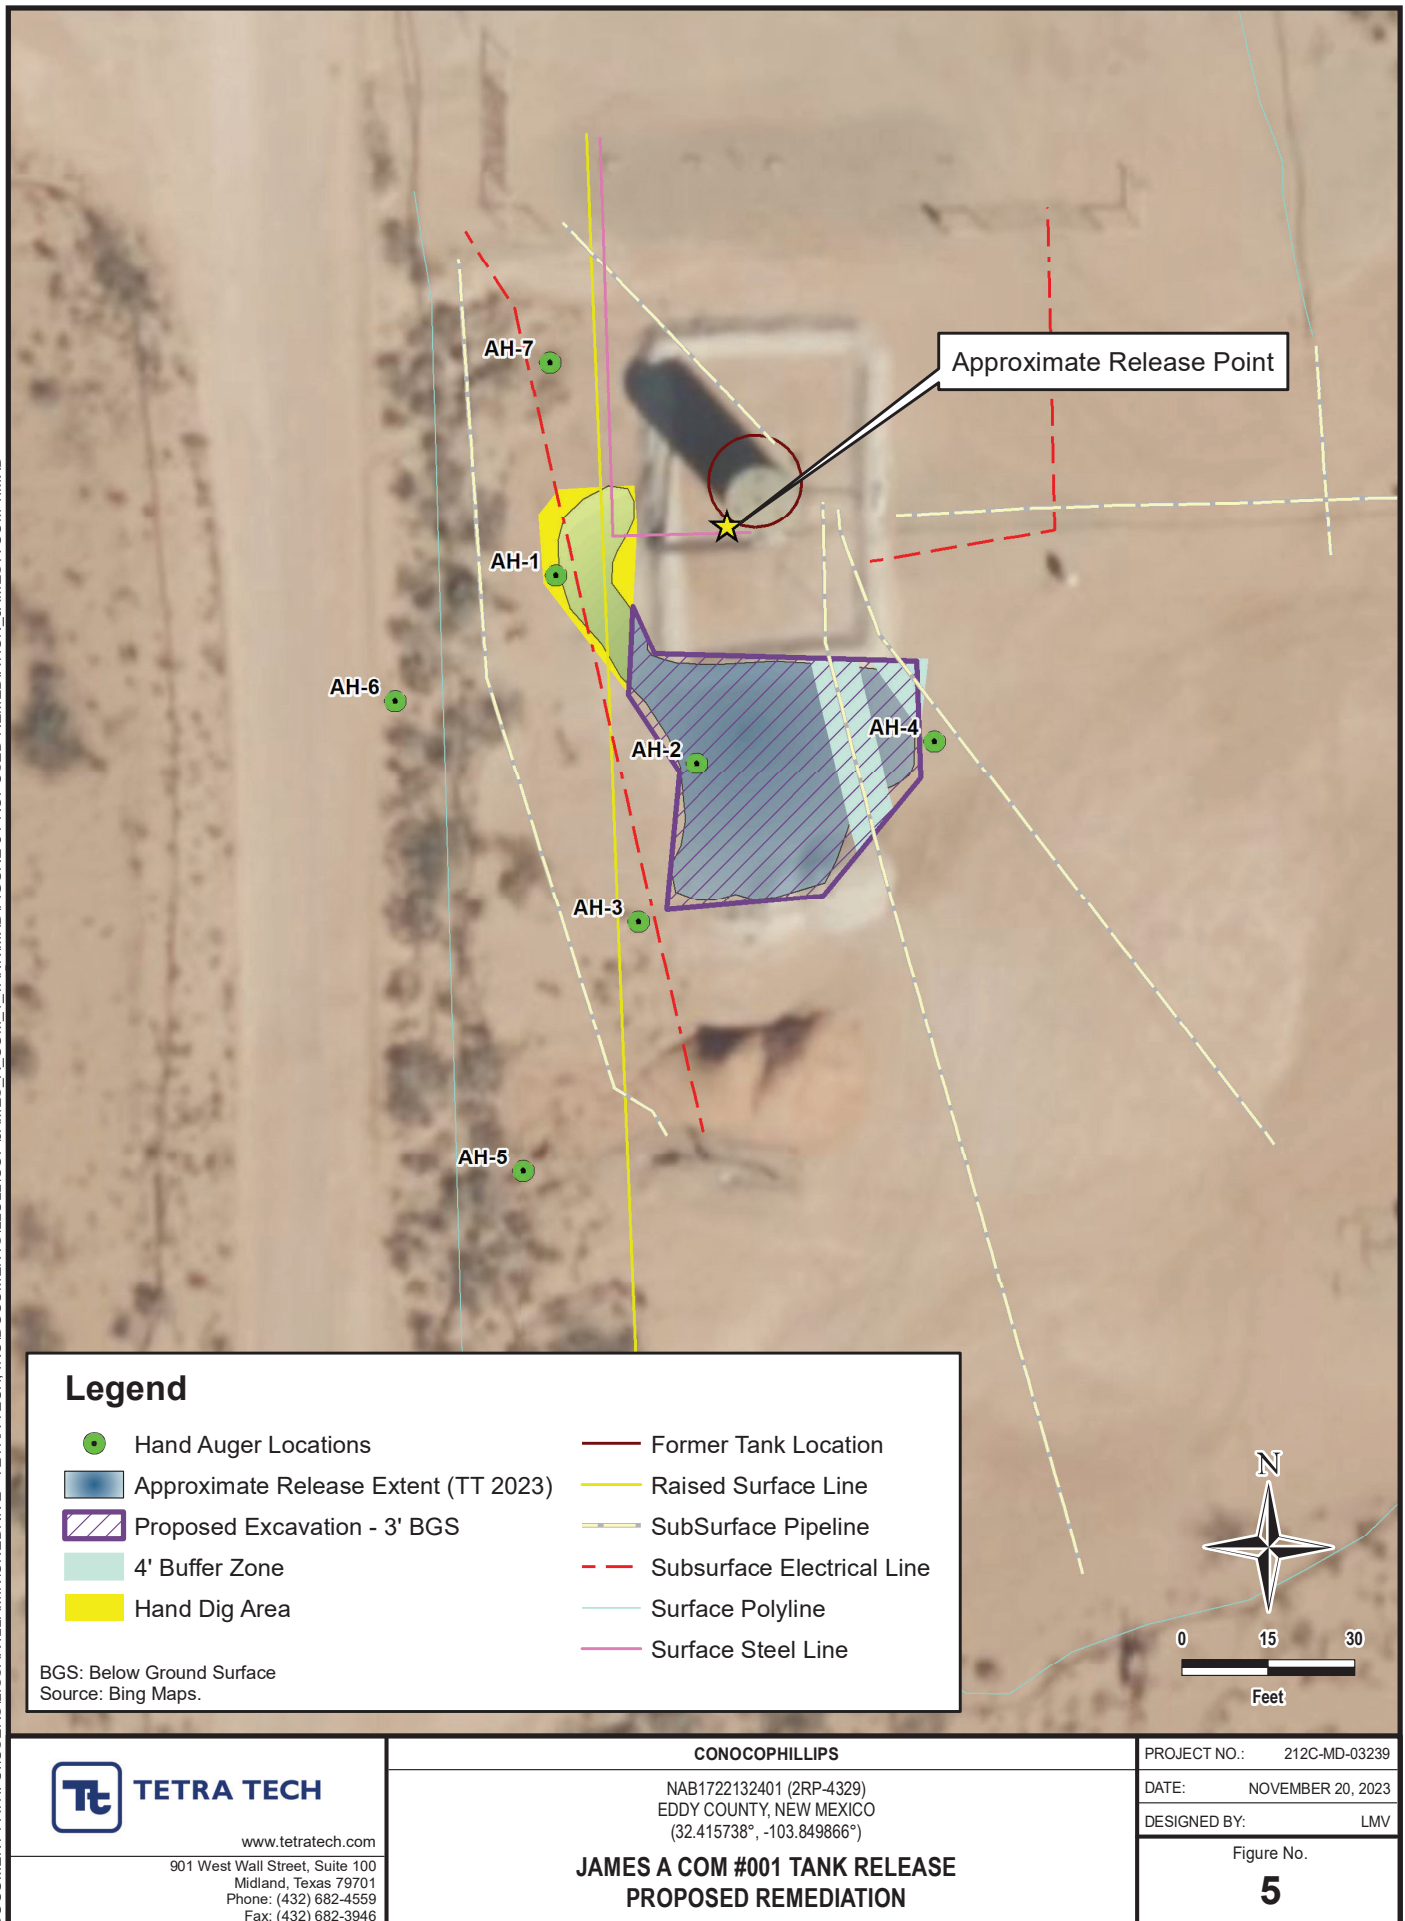 Approximate Release Point
AH-7
AH-1
AH-6
AH-4
AH-2
AH-3
AH-5
Legend
Hand Auger Locations
Approximate Release Extent (TT 2023)
Proposed Excavation - 3' BGS
4' Buffer Zone
Hand Dig Area
Former Tank Location
Raised Surface Line
SubSurface Pipeline
Subsurface Electrical Line
Surface Polyline
Surface Steel Line
BGS: Below Ground Surface
Source: Bing Maps.
N
0 15 30
Feet
Tt TETRA TECH
www.tetratech.com
901 West Wall Street, Suite 100
Midland, Texas 79701
Phone: (432) 682-4559
Fax: (432) 682-3946
CONOCOPHILLIPS
NAB1722132401 (2RP-4329)
EDDY COUNTY, NEW MEXICO
(32.415738°, -103.849866°)
JAMES A COM #001 TANK RELEASE
PROPOSED REMEDIATION
PROJECT NO.: 212C-MD-03239
DATE: NOVEMBER 20, 2023
DESIGNED BY: LMV
Figure No.
5